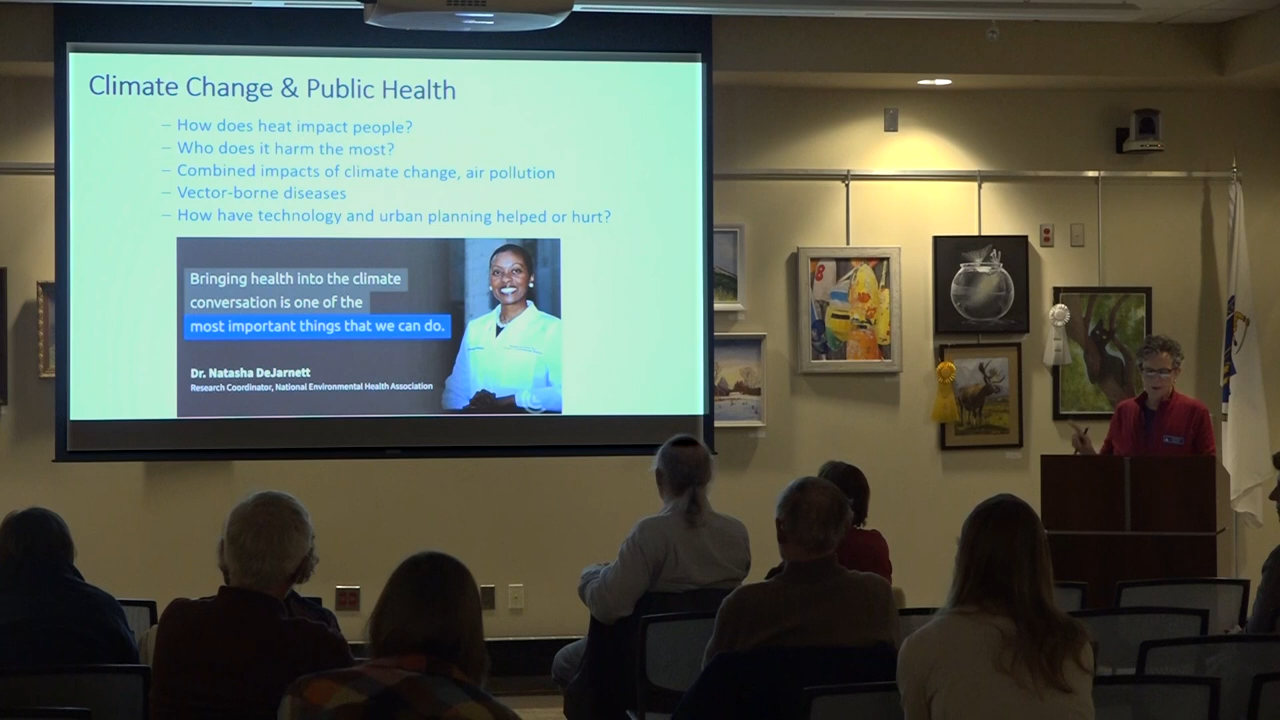 Climate Change & Public Health
– How does heat impact people?
– Who does it harm the most?
– Combined impacts of climate change, air pollution
– Vector-borne diseases
– How have technology and urban planning helped or hurt?
Bringing health into the climate
conversation is one of the
most important things that we can do.
Dr. Natasha DeJarnett
Research Coordinator, National Environmental Health Association
8